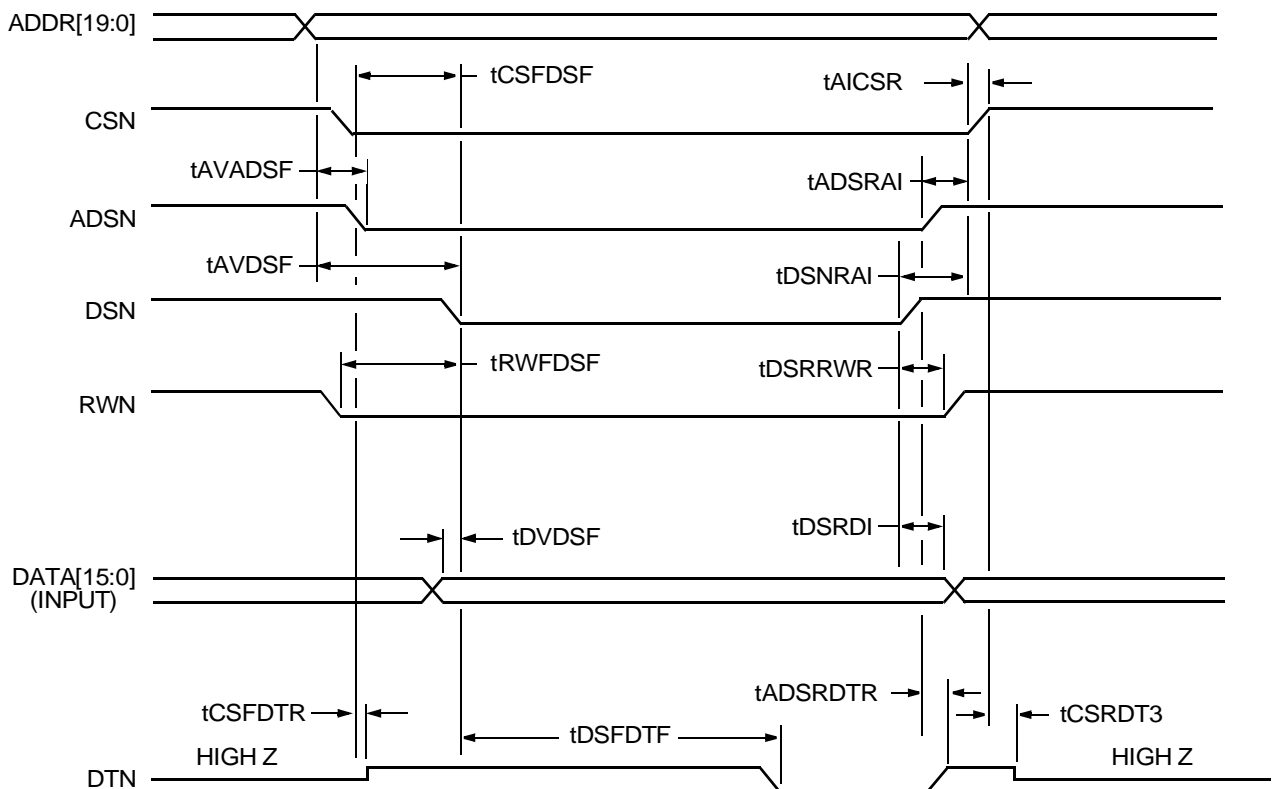 ADDR[19:0]
tCSFDSF
tAICSR
CSN
tAVADSF
tADSRAI
ADSN
tAVDSF
tDSNRAI
DSN
tRWFDSF
tDSRRWR
RWN
tDVDSF
tDSRDI
DATA[15:0]
(INPUT)
tADSRDTR
tCSFDTR
tCSRDT3
tDSFDTF
HIGH Z
HIGH Z
DTN